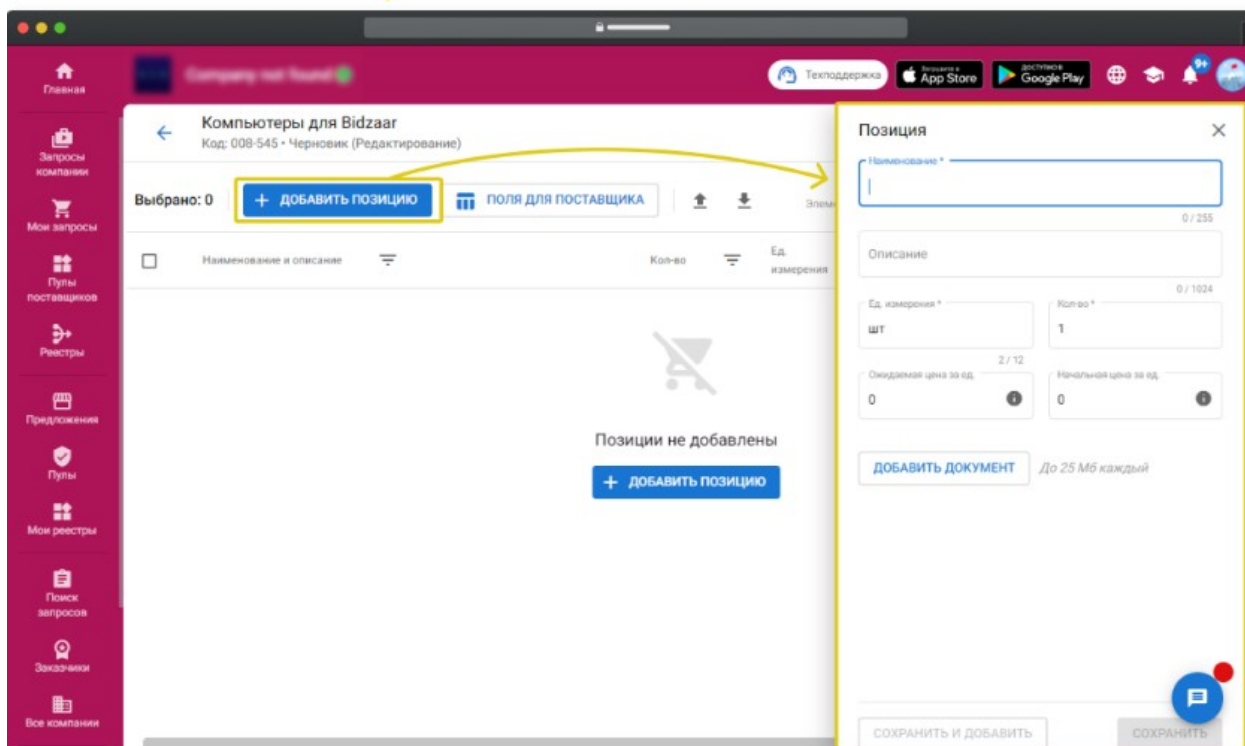 Главная
Запросы
компании
Мои запросы
Пулы
поставщиков
Реестры
Предложения
Пулы
Мои реестры
Поиск
запросов
Заказчики
Все компании
Техподдержка
App Store
ДОСТУПНО В
Google Play
9+
Компьютеры для Bidzaar
Код: 008-545 • Черновик (Редактирование)
Выбрано: 0
+ ДОБАВИТЬ ПОЗИЦИЮ
ПОЛЯ ДЛЯ ПОСТАВЩИКА
Наименование и описание
Кол-во
Ед.
измерения
Позиции не добавлены
+ ДОБАВИТЬ ПОЗИЦИЮ
Позиция
Наименование *
0 / 255
Описание
0 / 1024
Ед. измерения *
шт
2 / 12
Кол-во *
1
Ожидаемая цена за ед.
0
Начальная цена за ед.
0
ДОБАВИТЬ ДОКУМЕНТ
До 25 Мб каждый
СОХРАНИТЬ И ДОБАВИТЬ
СОХРАНИТЬ